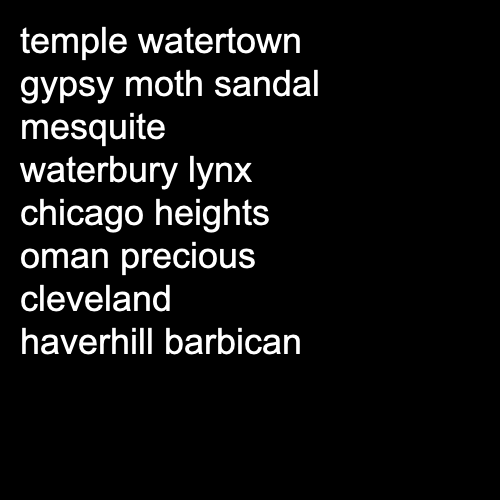 temple watertown
gypsy moth sandal
mesquite
waterbury lynx
chicago heights
oman precious
cleveland
haverhill barbican